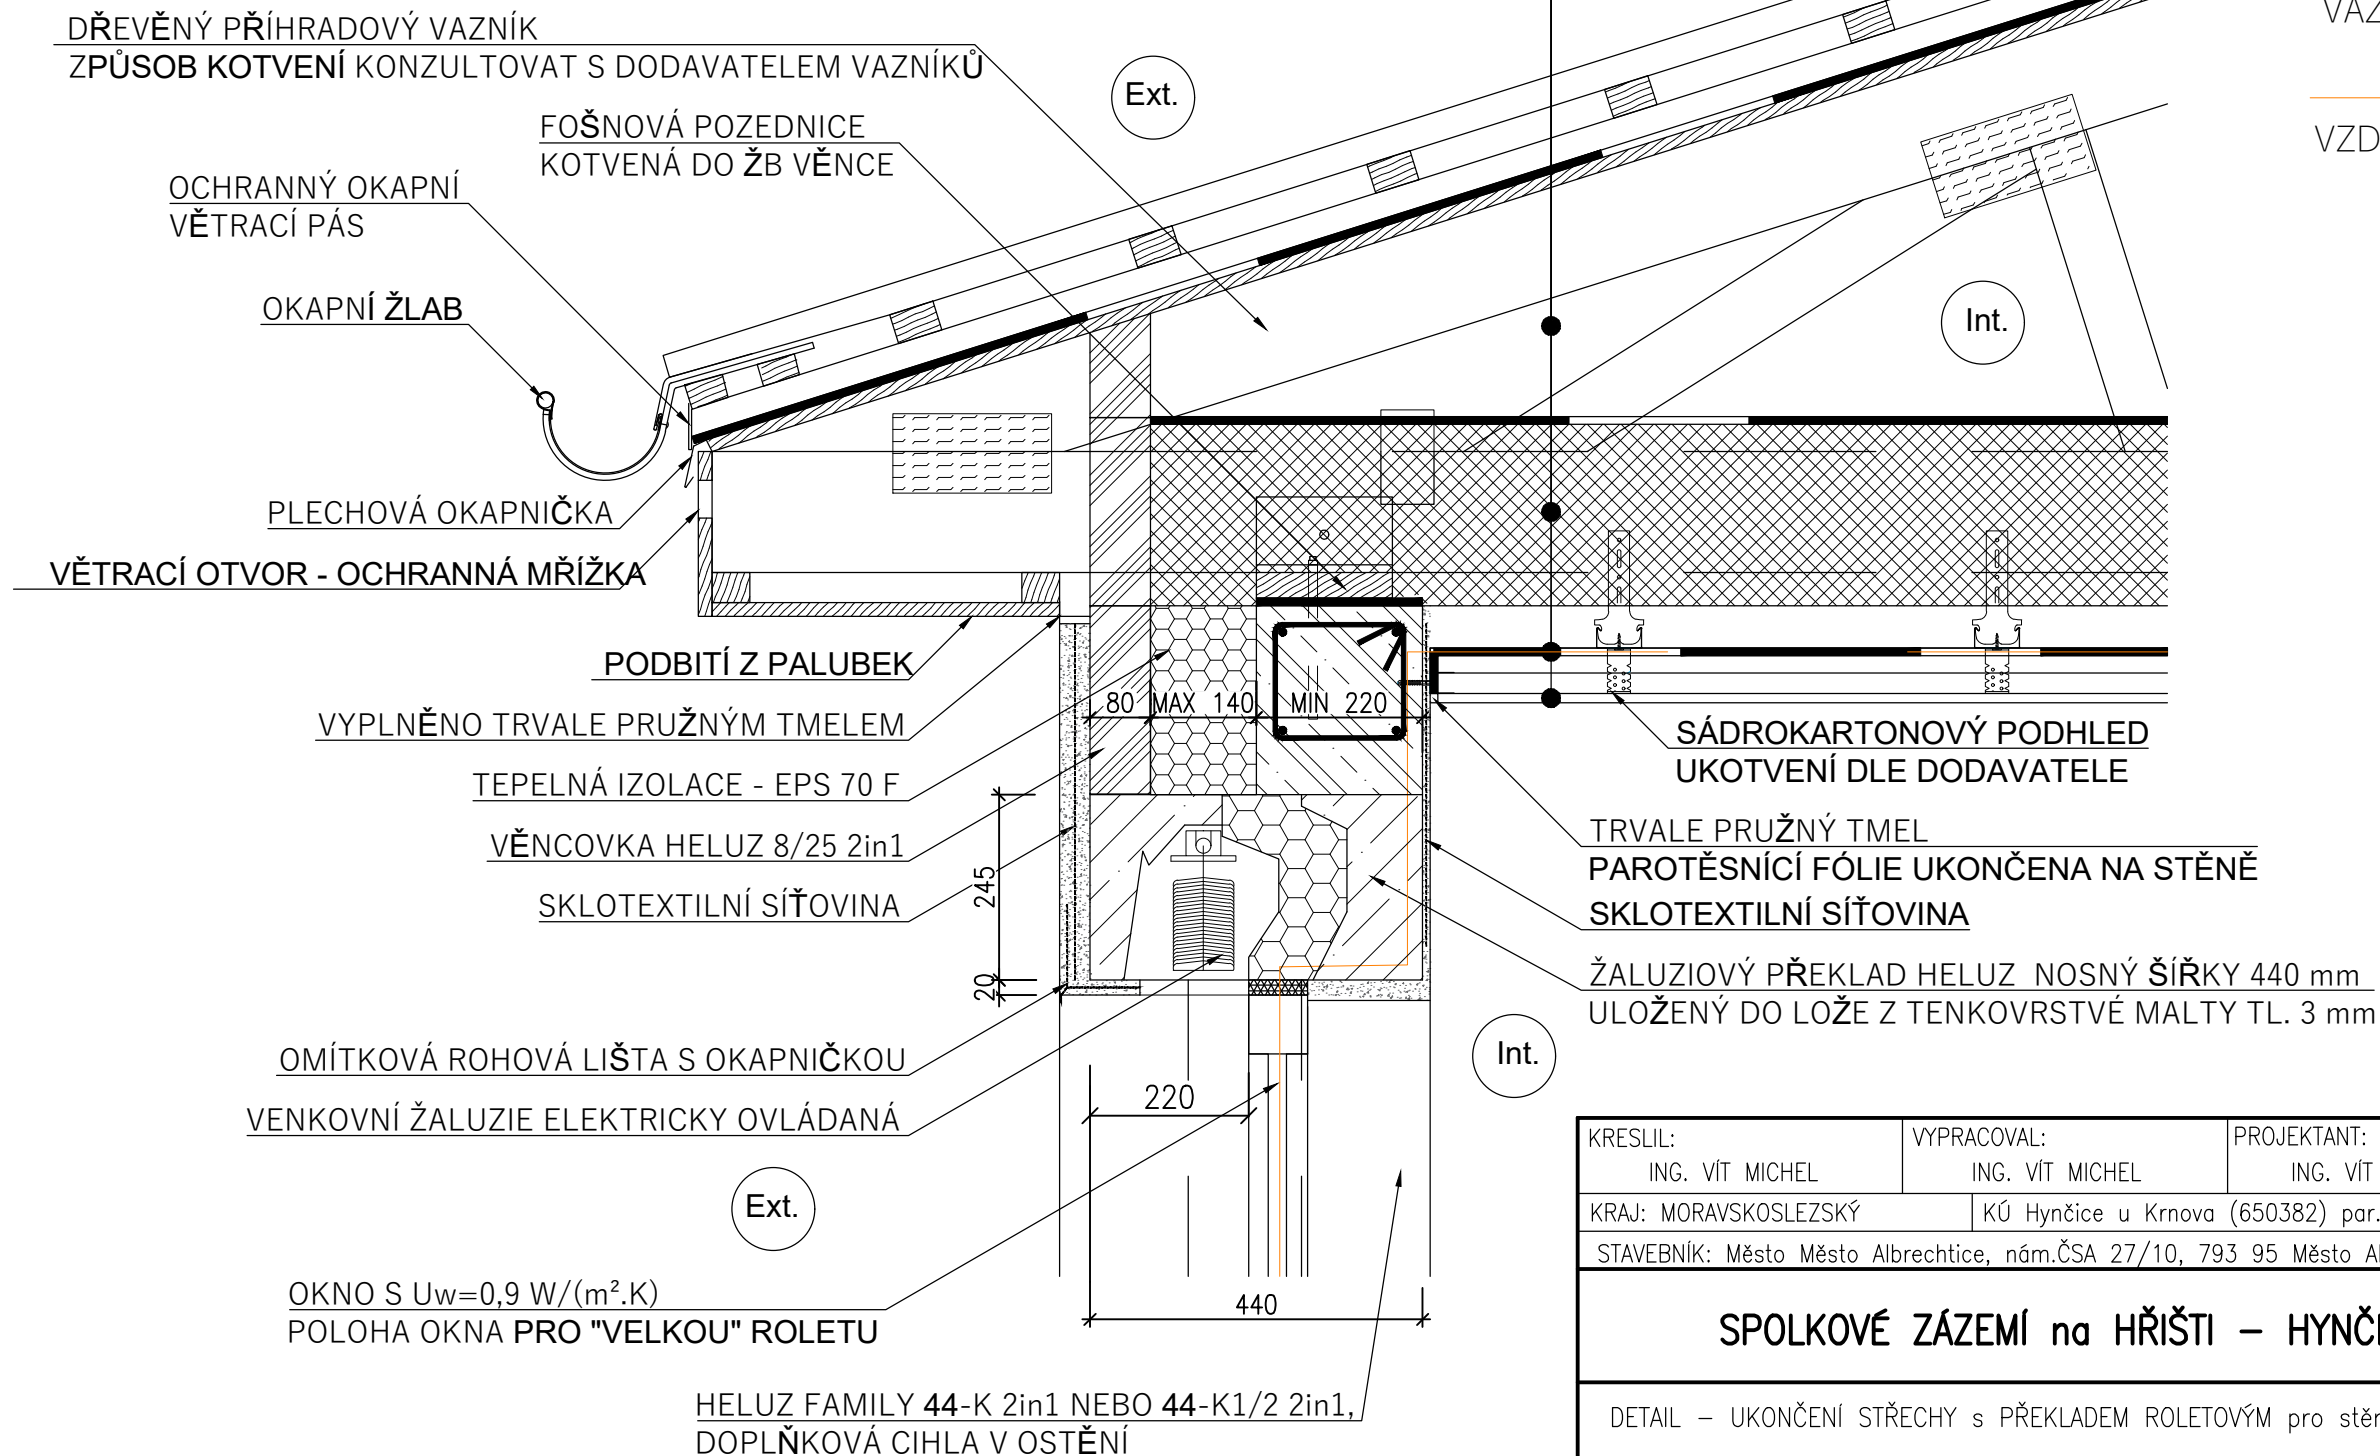 DŘEVĚNÝ PŘÍHRADOVÝ VAZNÍK
ZPŮSOB KOTVENÍ KONZULTOVAT S DODAVATELEM VAZNÍKŮ
Ext.
FOŠNOVÁ POZEDNICE
KOTVENÁ DO ŽB VĚNCE
OCHRANNÝ OKAPNÍ
VĚTRACÍ PÁS
OKAPNÍ ŽLAB
Int.
PLECHOVÁ OKAPNIČKA
VĚTRACÍ OTVOR - OCHRANNÁ MŘÍŽKA
PODBITÍ Z PALUBEK
VYPLNĚNO TRVALE PRUŽNÝM TMELEM
TEPELNÁ IZOLACE - EPS 70 F
VĚNCOVKA HELUZ 8/25 2in1
SKLOTEXTILNÍ SÍŤOVINA
80 MAX 140 MIN 220
245
20
SÁDROKARTONOVÝ PODHLED
UKOTVENÍ DLE DODAVATELE
TRVALE PRUŽNÝ TMEL
PAROTĚSNÍCÍ FÓLIE UKONČENA NA STĚNĚ
SKLOTEXTILNÍ SÍŤOVINA
ŽALUZIOVÝ PŘEKLAD HELUZ NOSNÝ ŠÍŘKY 440 mm
ULOŽENÝ DO LOŽE Z TENKOVRSTVÉ MALTY TL. 3 mm
OMÍTKOVÁ ROHOVÁ LIŠTA S OKAPNIČKOU
VENKOVNÍ ŽALUZIE ELEKTRICKY OVLÁDANÁ
Int.
220
Ext.
OKNO S Uw=0,9 W/(m².K)
POLOHA OKNA PRO "VELKOU" ROLETU
440
HELUZ FAMILY 44-K 2in1 NEBO 44-K1/2 2in1,
DOPLŇKOVÁ CIHLA V OSTĚNÍ
KRESLIL:
ING. VÍT MICHEL
VYPRACOVAL:
ING. VÍT MICHEL
PROJEKTANT:
ING. VÍT
KRAJ: MORAVSKOSLEZSKÝ
KÚ Hynčice u Krnova (650382) par.
STAVEBNÍK: Město Město Albrechtice, nám.ČSA 27/10, 793 95 Město
SPOLKOVÉ ZÁZEMÍ na HŘIŠTI –
DETAIL – UKONČENÍ STŘECHY s PŘEKLADEM ROLETOVÝM pro